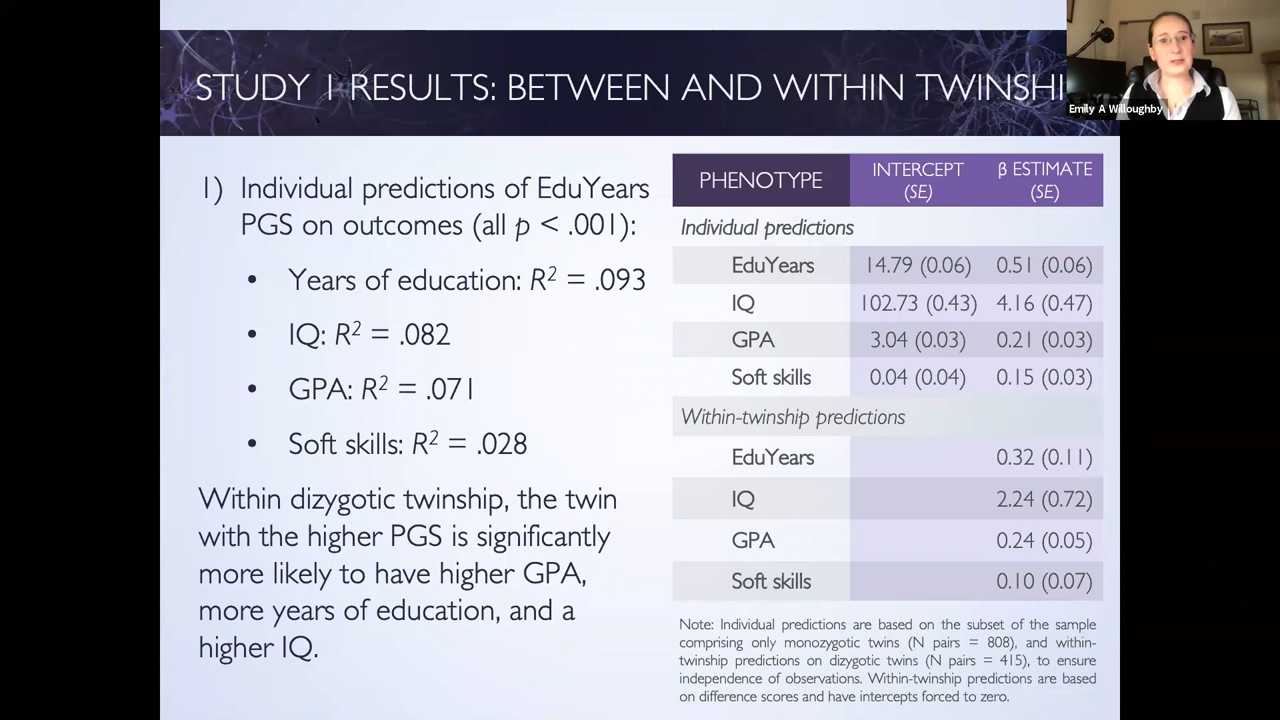 STUDY 1 RESULTS: BETWEEN AND WITHIN TWINSHI
Emily A Willoughby
1) Individual predictions of EduYears
PGS on outcomes (all p < .001):
• Years of education: R² = .093
• IQ: R² = .082
• GPA: R² = .071
• Soft skills: R² = .028
Within dizygotic twinship, the twin
with the higher PGS is significantly
more likely to have higher GPA,
more years of education, and a
higher IQ.
PHENOTYPE INTERCEPT (SE) β ESTIMATE (SE)
Individual predictions
EduYears 14.79 (0.06) 0.51 (0.06)
IQ 102.73 (0.43) 4.16 (0.47)
GPA 3.04 (0.03) 0.21 (0.03)
Soft skills 0.04 (0.04) 0.15 (0.03)
Within-twinship predictions
EduYears 0.32 (0.11)
IQ 2.24 (0.72)
GPA 0.24 (0.05)
Soft skills 0.10 (0.07)
Note: Individual predictions are based on the subset of the sample
comprising only monozygotic twins (N pairs = 808), and within-
twinship predictions on dizygotic twins (N pairs = 415), to ensure
independence of observations. Within-twinship predictions are based
on difference scores and have intercepts forced to zero.